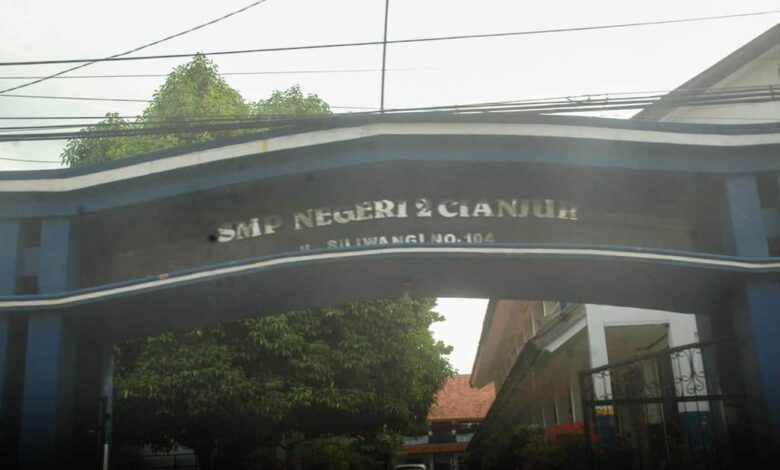 SMP NEGERI 2 CIANJUR
JL. SILIWANGI NO. 104